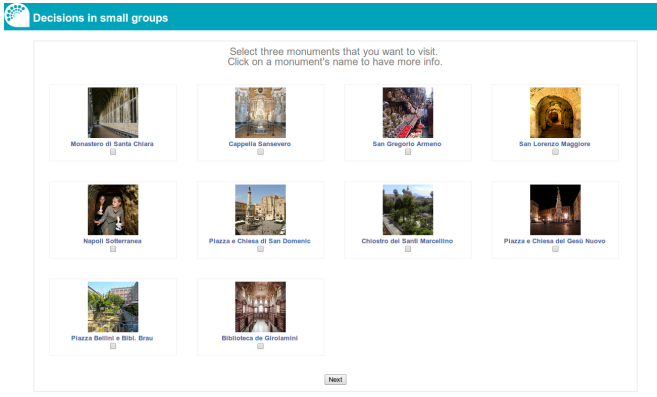 Decisions in small groups
Select three monuments that you want to visit.
Click on a monument's name to have more info.
Monastero di Santa Chiara
Cappella Sansevero
San Gregorio Armeno
San Lorenzo Maggiore
Napoli Sotterranea
Piazza e Chiesa di San Domenic
Chiostro dei Santi Marcellino
Piazza e Chiesa del Gesù Nuovo
Piazza Bellini e Bibl. Brau
Biblioteca de Girolamini
Next